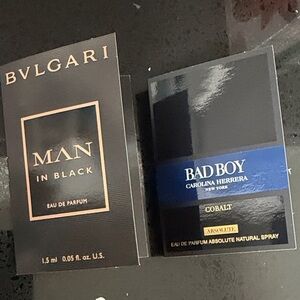 BVLGARI
MAN
IN BLACK
EAU DE PARFUM
1.5 ml 0.05 fl. oz. U.S.
BAD BOY
CAROLINA HERRERA
NEW YORK
COBALT
ABSOLUTE
EAU DE PARFUM ABSOLUTE NATURAL SPRAY